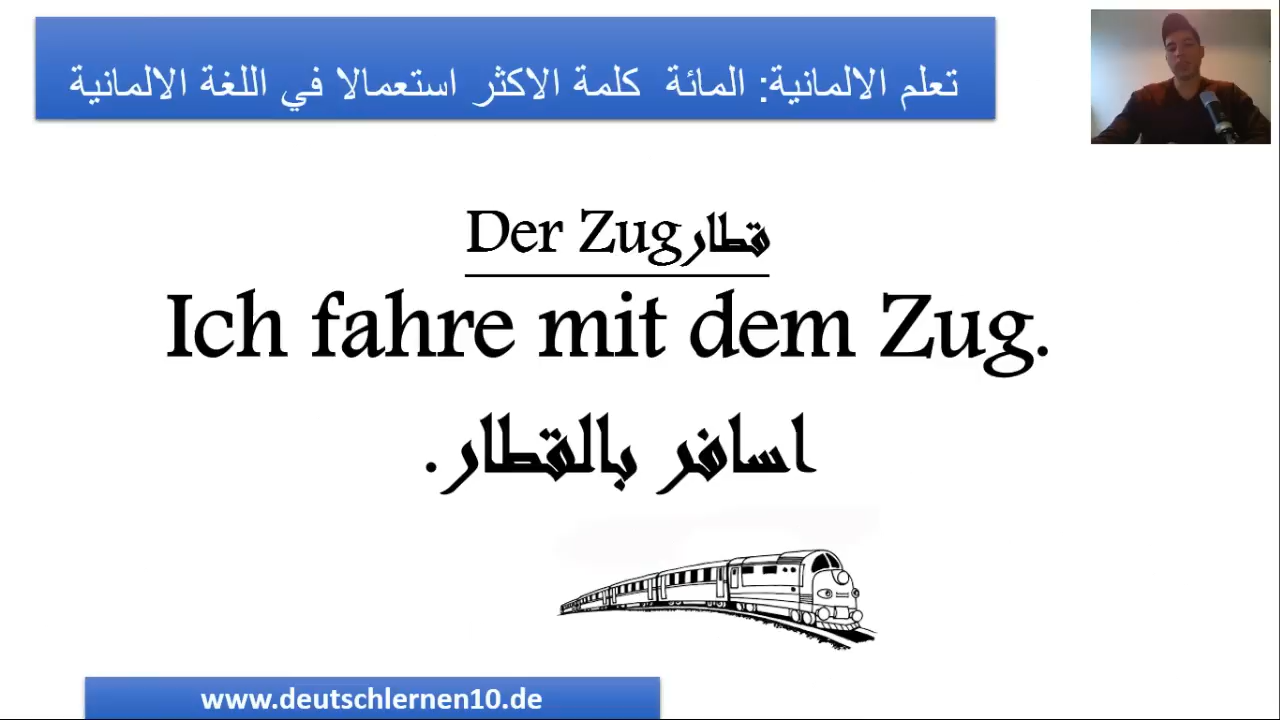 تعلم الالمانية: المائة كلمة الاكثر استعمالا في اللغة الالمانية
Der Zug قطار
Ich fahre mit dem Zug.
اسافر بالقطار.
www.deutschlernen10.de